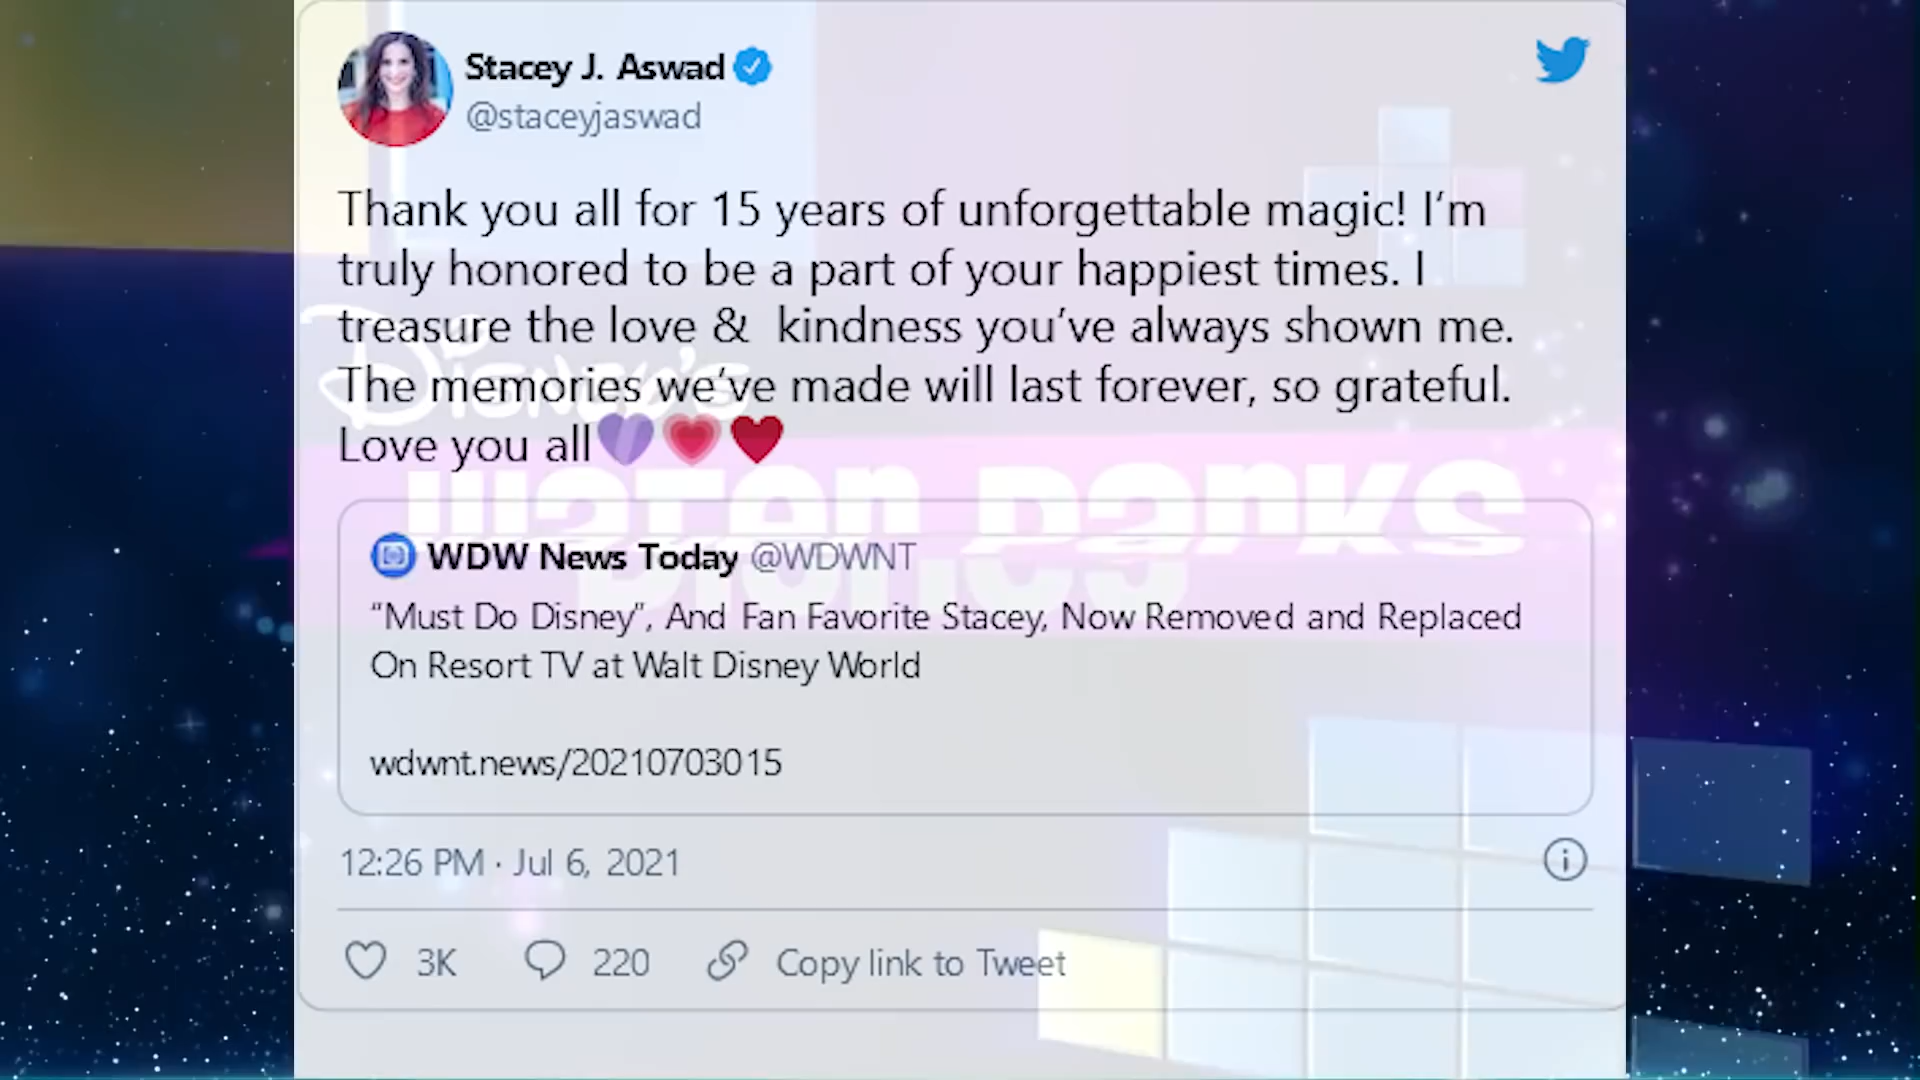 Stacey J. Aswad
@staceyjaswad
Thank you all for 15 years of unforgettable magic! I'm
truly honored to be a part of your happiest times. I
treasure the love &  kindness you've always shown me.
The memories we've made will last forever, so grateful.
Love you all💜💗❤️
Disney's
Water Parks
WDW News Today @WDWNT
“Must Do Disney”, And Fan Favorite Stacey, Now Removed and Replaced
On Resort TV at Walt Disney World
wdwnt.news/20210703015
12:26 PM · Jul 6, 2021
3K 220 Copy link to Tweet